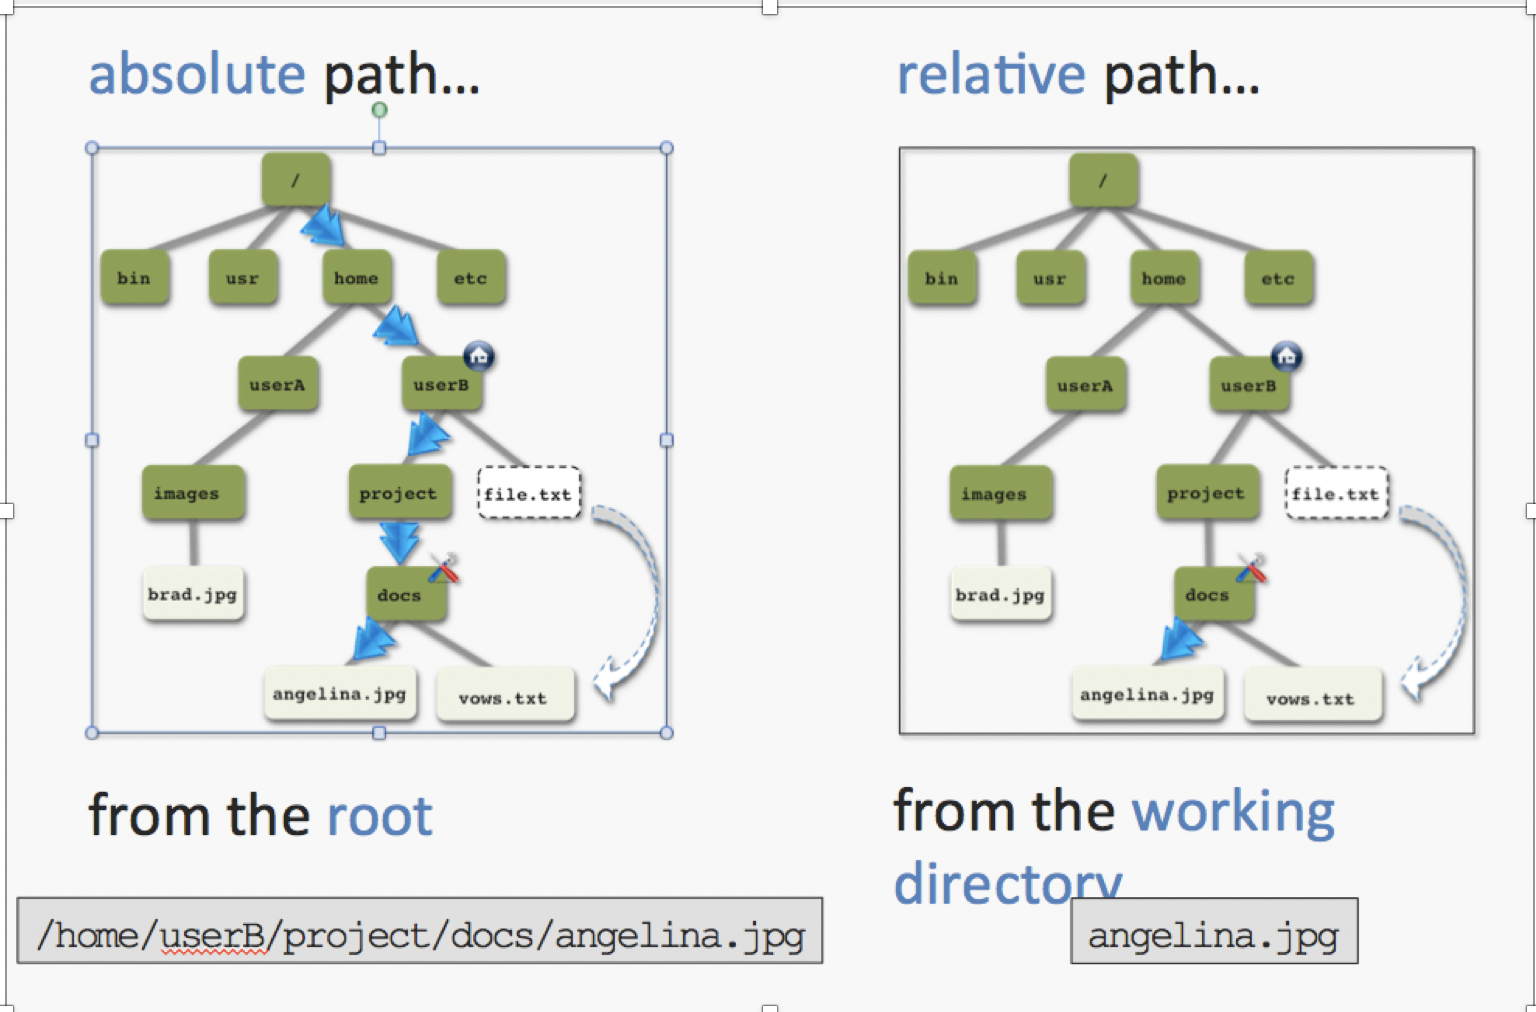 absolute path...
/
bin usr home etc
userA userB
images project file.txt
brad.jpg docs
angelina.jpg vows.txt
from the root
/home/userB/project/docs/angelina.jpg
relative path...
/
bin usr home etc
userA userB
images project file.txt
brad.jpg docs
angelina.jpg vows.txt
from the working
directory
angelina.jpg